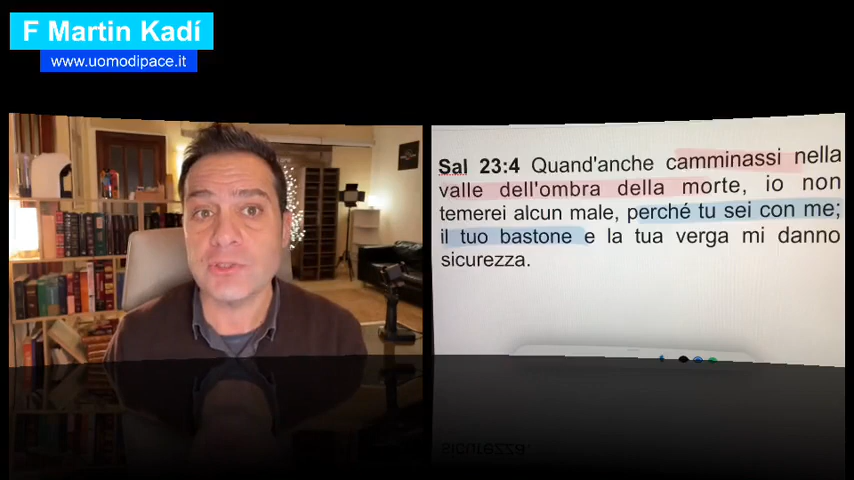 F Martin Kadí
www.uomodipace.it
Sal 23:4 Quand'anche camminassi nella
valle dell'ombra della morte, io non
temerei alcun male, perché tu sei con me;
il tuo bastone e la tua verga mi danno
sicurezza.